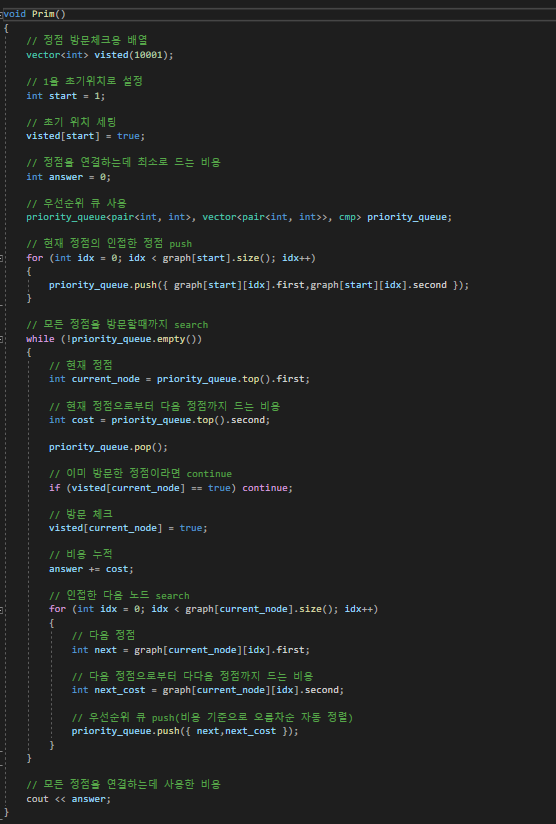 void Prim()
{
// 정점 방문체크용 배열
vector<int> visted(10001);
// 1을 초기위치로 설정
int start = 1;
// 초기 위치 세팅
visted[start] = true;
// 정점을 연결하는데 최소로 드는 비용
int answer = 0;
// 우선순위 큐 사용
priority_queue<pair<int, int>, vector<pair<int, int>>, cmp> priority_queue;
// 현재 정점의 인접한 정점 push
for (int idx = 0; idx < graph[start].size(); idx++)
{
priority_queue.push({ graph[start][idx].first,graph[start][idx].second });
}
// 모든 정점을 방문할때까지 search
while (!priority_queue.empty())
{
// 현재 정점
int current_node = priority_queue.top().first;
// 현재 정점으로부터 다음 정점까지 드는 비용
int cost = priority_queue.top().second;
priority_queue.pop();
// 이미 방문한 정점이라면 continue
if (visted[current_node] == true) continue;
// 방문 체크
visted[current_node] = true;
// 비용 누적
answer += cost;
// 인접한 다음 노드 search
for (int idx = 0; idx < graph[current_node].size(); idx++)
{
// 다음 정점
int next = graph[current_node][idx].first;
// 다음 정점으로부터 다다음 정점까지 드는 비용
int next_cost = graph[current_node][idx].second;
// 우선순위 큐 push(비용 기준으로 오름차순 자동 정렬)
priority_queue.push({ next,next_cost });
}
}
// 모든 정점을 연결하는데 사용한 비용
cout << answer;
}